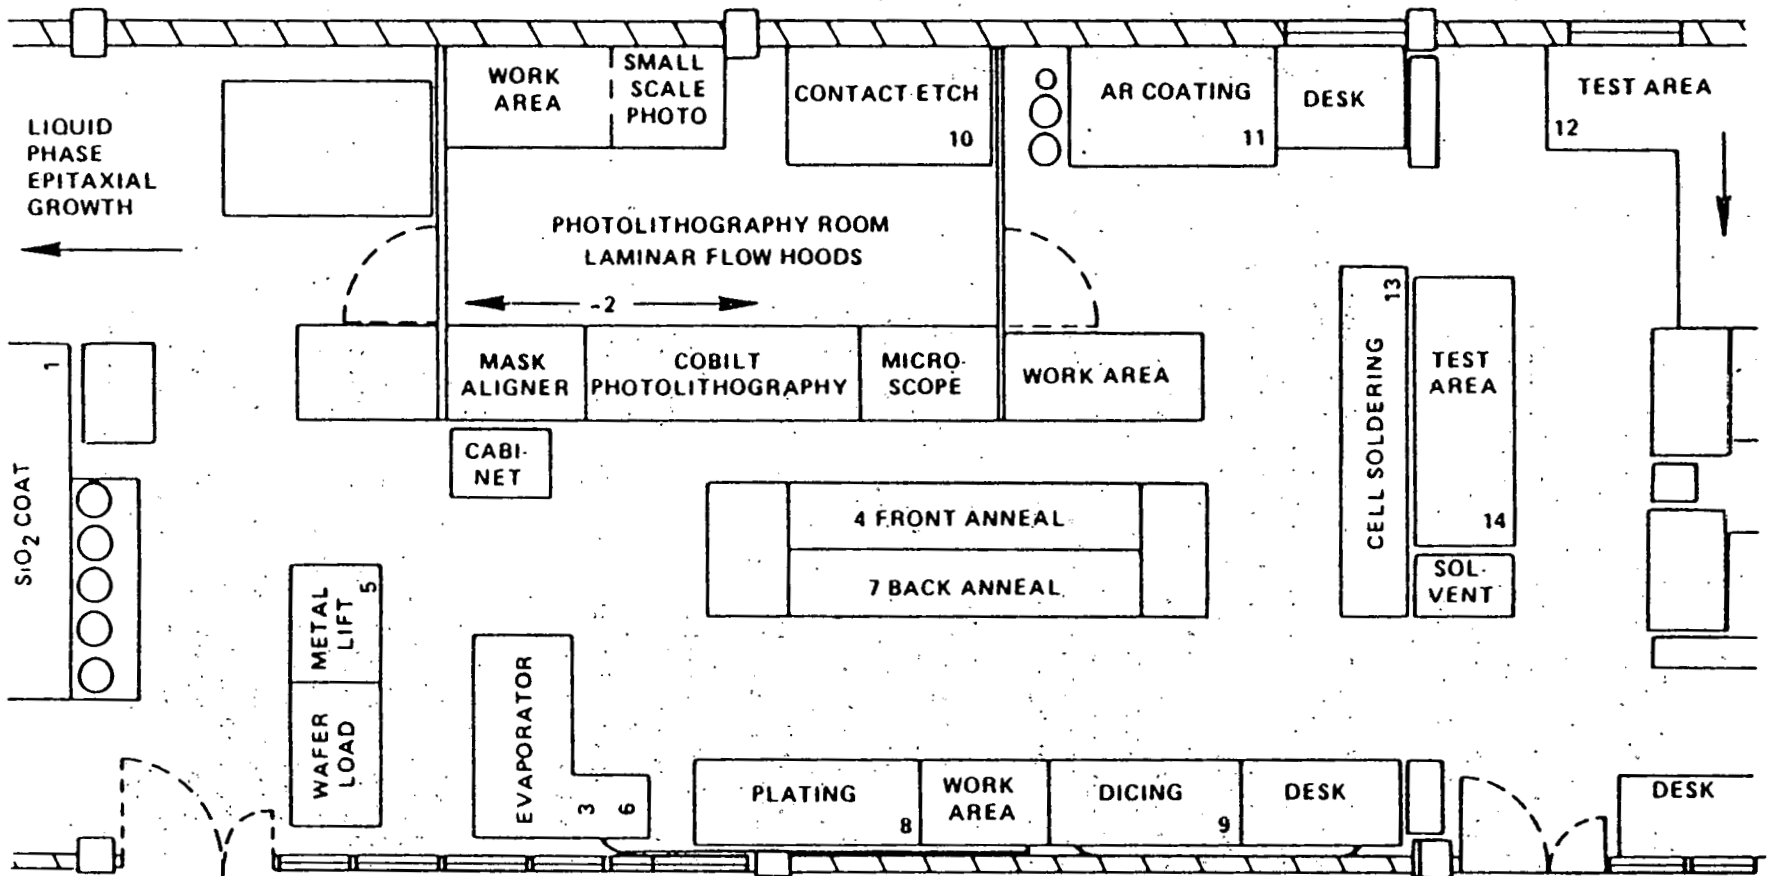 LIQUID
PHASE
EPITAXIAL
GROWTH
WORK
AREA
SMALL
SCALE
PHOTO
CONTACT ETCH
10
AR COATING
11
DESK
TEST AREA
12
PHOTOLITHOGRAPHY ROOM
LAMINAR FLOW HOODS
-2
MASK
ALIGNER
COBILT
PHOTOLITHOGRAPHY
MICRO-
SCOPE
WORK AREA
CABI-
NET
1
SiO2 COAT
4 FRONT ANNEAL
7 BACK ANNEAL
13
CELL SOLDERING
TEST
AREA
14
SOL-
VENT
METAL
LIFT
5
WAFER
LOAD
EVAPORATOR
3
6
PLATING
8
WORK
AREA
DICING
9
DESK
DESK